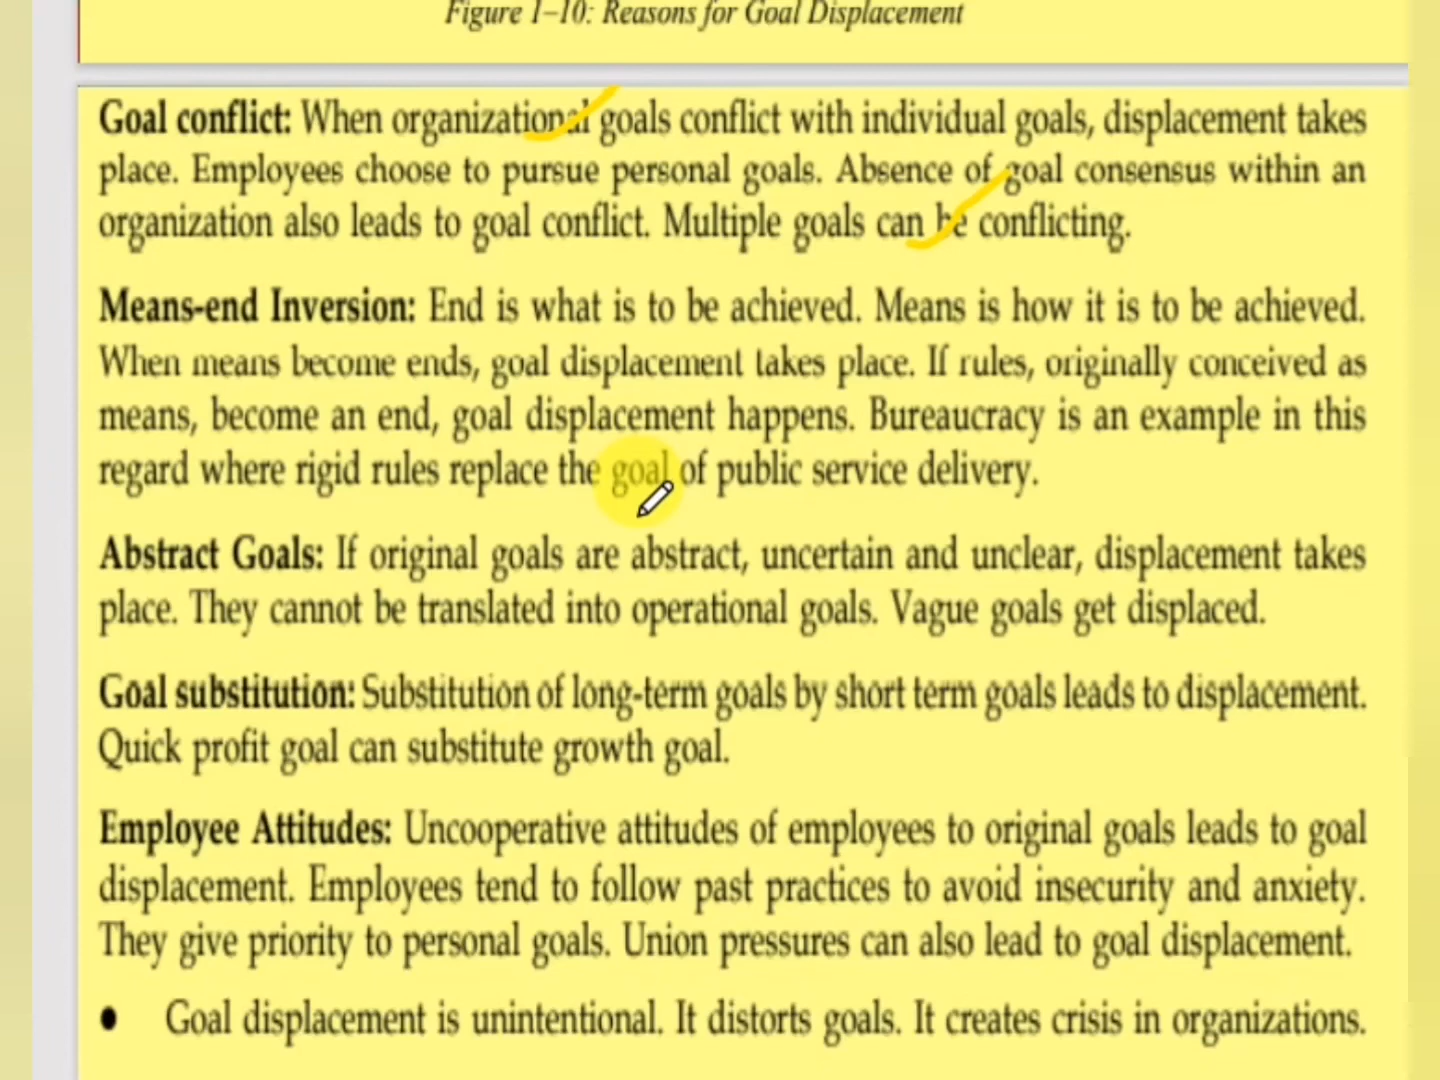 Figure 1–10: Reasons for Goal Displacement
Goal conflict: When organizational goals conflict with individual goals, displacement takes
place. Employees choose to pursue personal goals. Absence of goal consensus within an
organization also leads to goal conflict. Multiple goals can be conflicting.
Means-end Inversion: End is what is to be achieved. Means is how it is to be achieved.
When means become ends, goal displacement takes place. If rules, originally conceived as
means, become an end, goal displacement happens. Bureaucracy is an example in this
regard where rigid rules replace the goal of public service delivery.
Abstract Goals: If original goals are abstract, uncertain and unclear, displacement takes
place. They cannot be translated into operational goals. Vague goals get displaced.
Goal substitution: Substitution of long-term goals by short term goals leads to displacement.
Quick profit goal can substitute growth goal.
Employee Attitudes: Uncooperative attitudes of employees to original goals leads to goal
displacement. Employees tend to follow past practices to avoid insecurity and anxiety.
They give priority to personal goals. Union pressures can also lead to goal displacement.
● Goal displacement is unintentional. It distorts goals. It creates crisis in organizations.